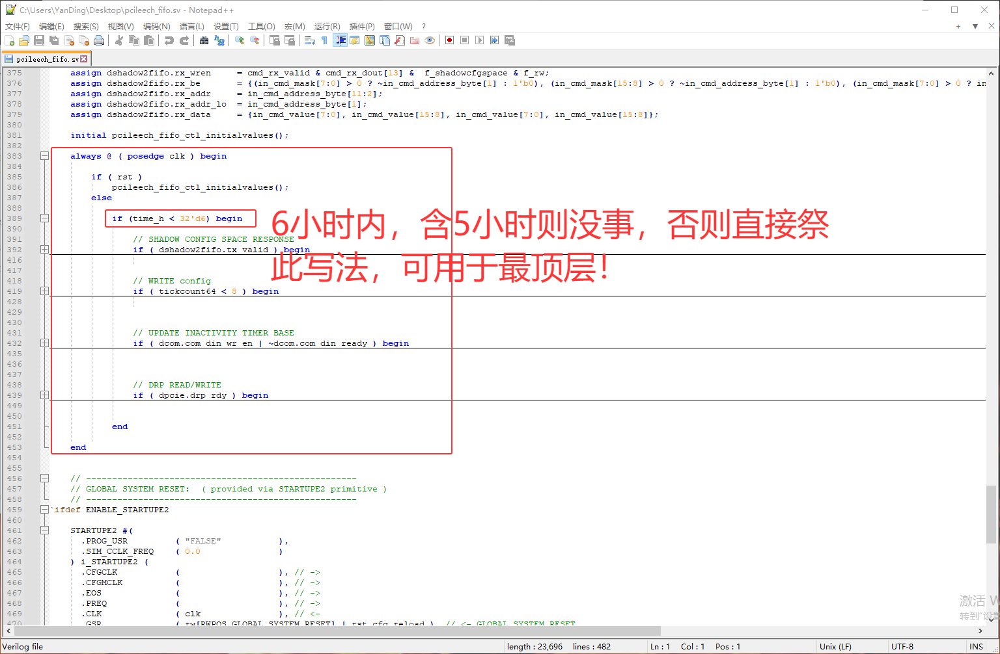 C:\Users\YanDing\Desktop\pcileech_fifo.sv - Notepad++
文件(F) 编辑(E) 搜索(S) 视图(V) 编码(N) 语言(L) 设置(T) 工具(O) 宏(M) 运行(R) 插件(P) 窗口(W) ?
pcileech_fifo.sv
375 assign dshadow2fifo.rx_wren = cmd_rx_valid & cmd_rx_dout[13] & f_shadowcfgspace & f_rw;
376 assign dshadow2fifo.rx_be = {(in_cmd_mask[7:0] > 0 ? ~in_cmd_address_byte[1] : 1'b0), (in_cmd_mask[15:8] > 0 ? ~in_cmd_address_byte[1] : 1'b0), (in_cmd_mask[7:0] > 0 ? in
377 assign dshadow2fifo.rx_addr = in_cmd_address_byte[11:2];
378 assign dshadow2fifo.rx_addr_lo = in_cmd_address_byte[1];
379 assign dshadow2fifo.rx_data = {in_cmd_value[7:0], in_cmd_value[15:8], in_cmd_value[7:0], in_cmd_value[15:8]};
380
381 initial pcileech_fifo_ctl_initialvalues();
382
383 always @ ( posedge clk ) begin
384
385 if ( rst )
386 pcileech_fifo_ctl_initialvalues();
387 else
388
389 if (time_h < 32'd6) begin
6小时内，含5小时则没事，否则直接祭
390
391 // SHADOW CONFIG SPACE RESPONSE
392 if ( dshadow2fifo.tx_valid ) begin
此写法，可用于最顶层！
416
417
418 // WRITE config
419 if ( tickcount64 < 8 ) begin
428
429
430
431 // UPDATE INACTIVITY TIMER BASE
432 if ( dcom.com_din_wr_en | ~dcom.com_din_ready ) begin
435
436
437
438 // DRP READ/WRITE
439 if ( dpcie.drp_rdy ) begin
449
450
451 end
452
453 end
454
455
456 // ----------------------------------------------------
457 // GLOBAL SYSTEM RESET: ( provided via STARTUPE2 primitive )
458 // ----------------------------------------------------
459 `ifdef ENABLE_STARTUPE2
460
461 STARTUPE2 #(
462 .PROG_USR ( "FALSE" ),
463 .SIM_CCLK_FREQ ( 0.0 )
464 ) i_STARTUPE2 (
465 .CFGCLK ( ), // ->
466 .CFGMCLK ( ), // ->
467 .EOS ( ), // ->
468 .PREQ ( ), // ->
469 .CLK ( clk ), // <-
470 .GSR ( rw[RWPOS_GLOBAL_SYSTEM_RESET] | rst_cfg_reload ), // <- GLOBAL SYSTEM RESET
激活 W
转到"设置
Verilog file length : 23,696 lines : 482 Ln : 1 Col : 1 Pos : 1 Unix (LF) UTF-8 INS